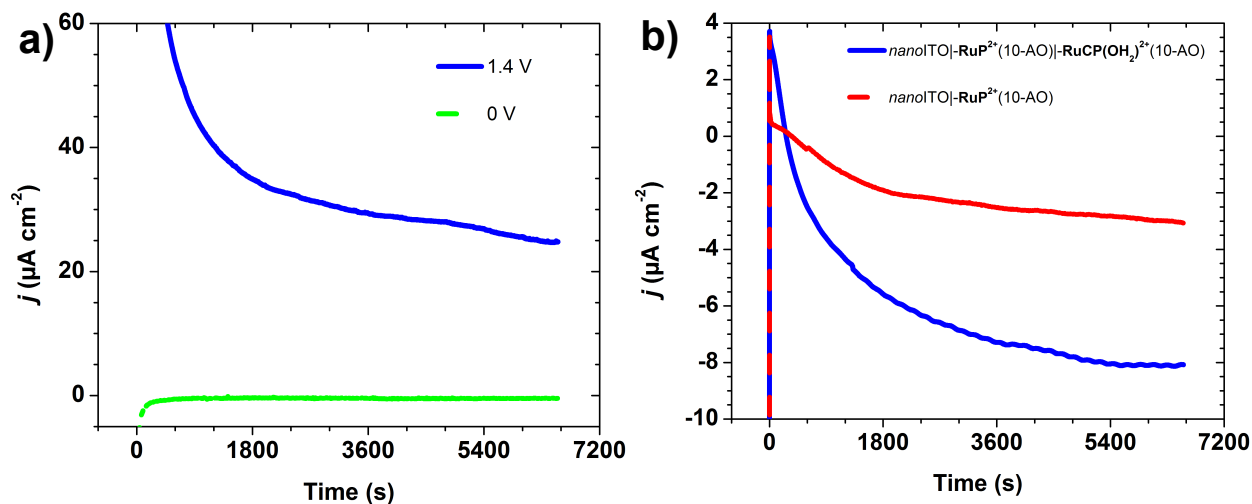 a)
60
40
20
0
j (µA cm⁻²)
1.4 V
0 V
0
1800
3600
5400
7200
Time (s)
b)
4
2
0
-2
-4
-6
-8
-10
j (µA cm⁻²)
nanoITO|-RuP²⁺(10-AO)|-RuCP(OH₂)²⁺(10-AO)
nanoITO|-RuP²⁺(10-AO)
0
1800
3600
5400
7200
Time (s)